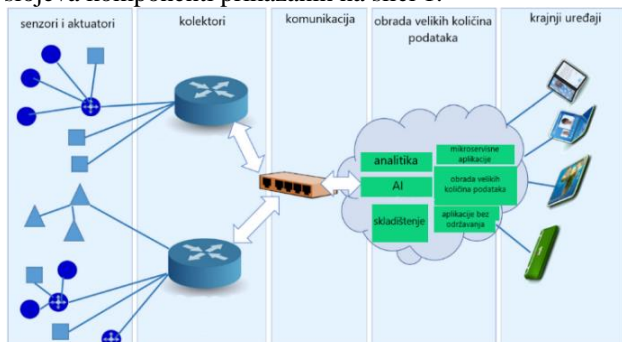 slojeva komponenti prikazanih na slici 1.
senzori i aktuatori
kolektori
komunikacija
obrada velikih količina
podataka
krajnji uređaji
analitika
mikroservisne
aplikacije
AI
obrada velikih
količina podataka
skladištenje
aplikacije bez
održavanja